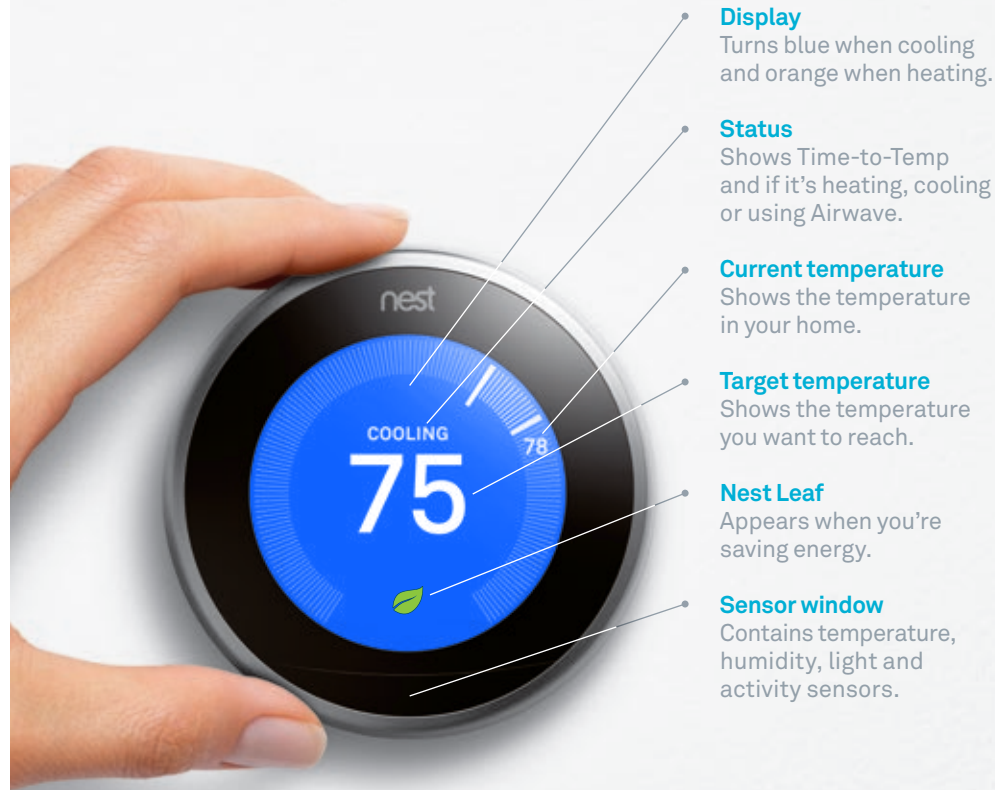 Display
Turns blue when cooling
and orange when heating.
Status
Shows Time-to-Temp
and if it's heating, cooling
or using Airwave.
Current temperature
Shows the temperature
in your home.
Target temperature
Shows the temperature
you want to reach.
Nest Leaf
Appears when you're
saving energy.
Sensor window
Contains temperature,
humidity, light and
activity sensors.
nest
COOLING
78
75